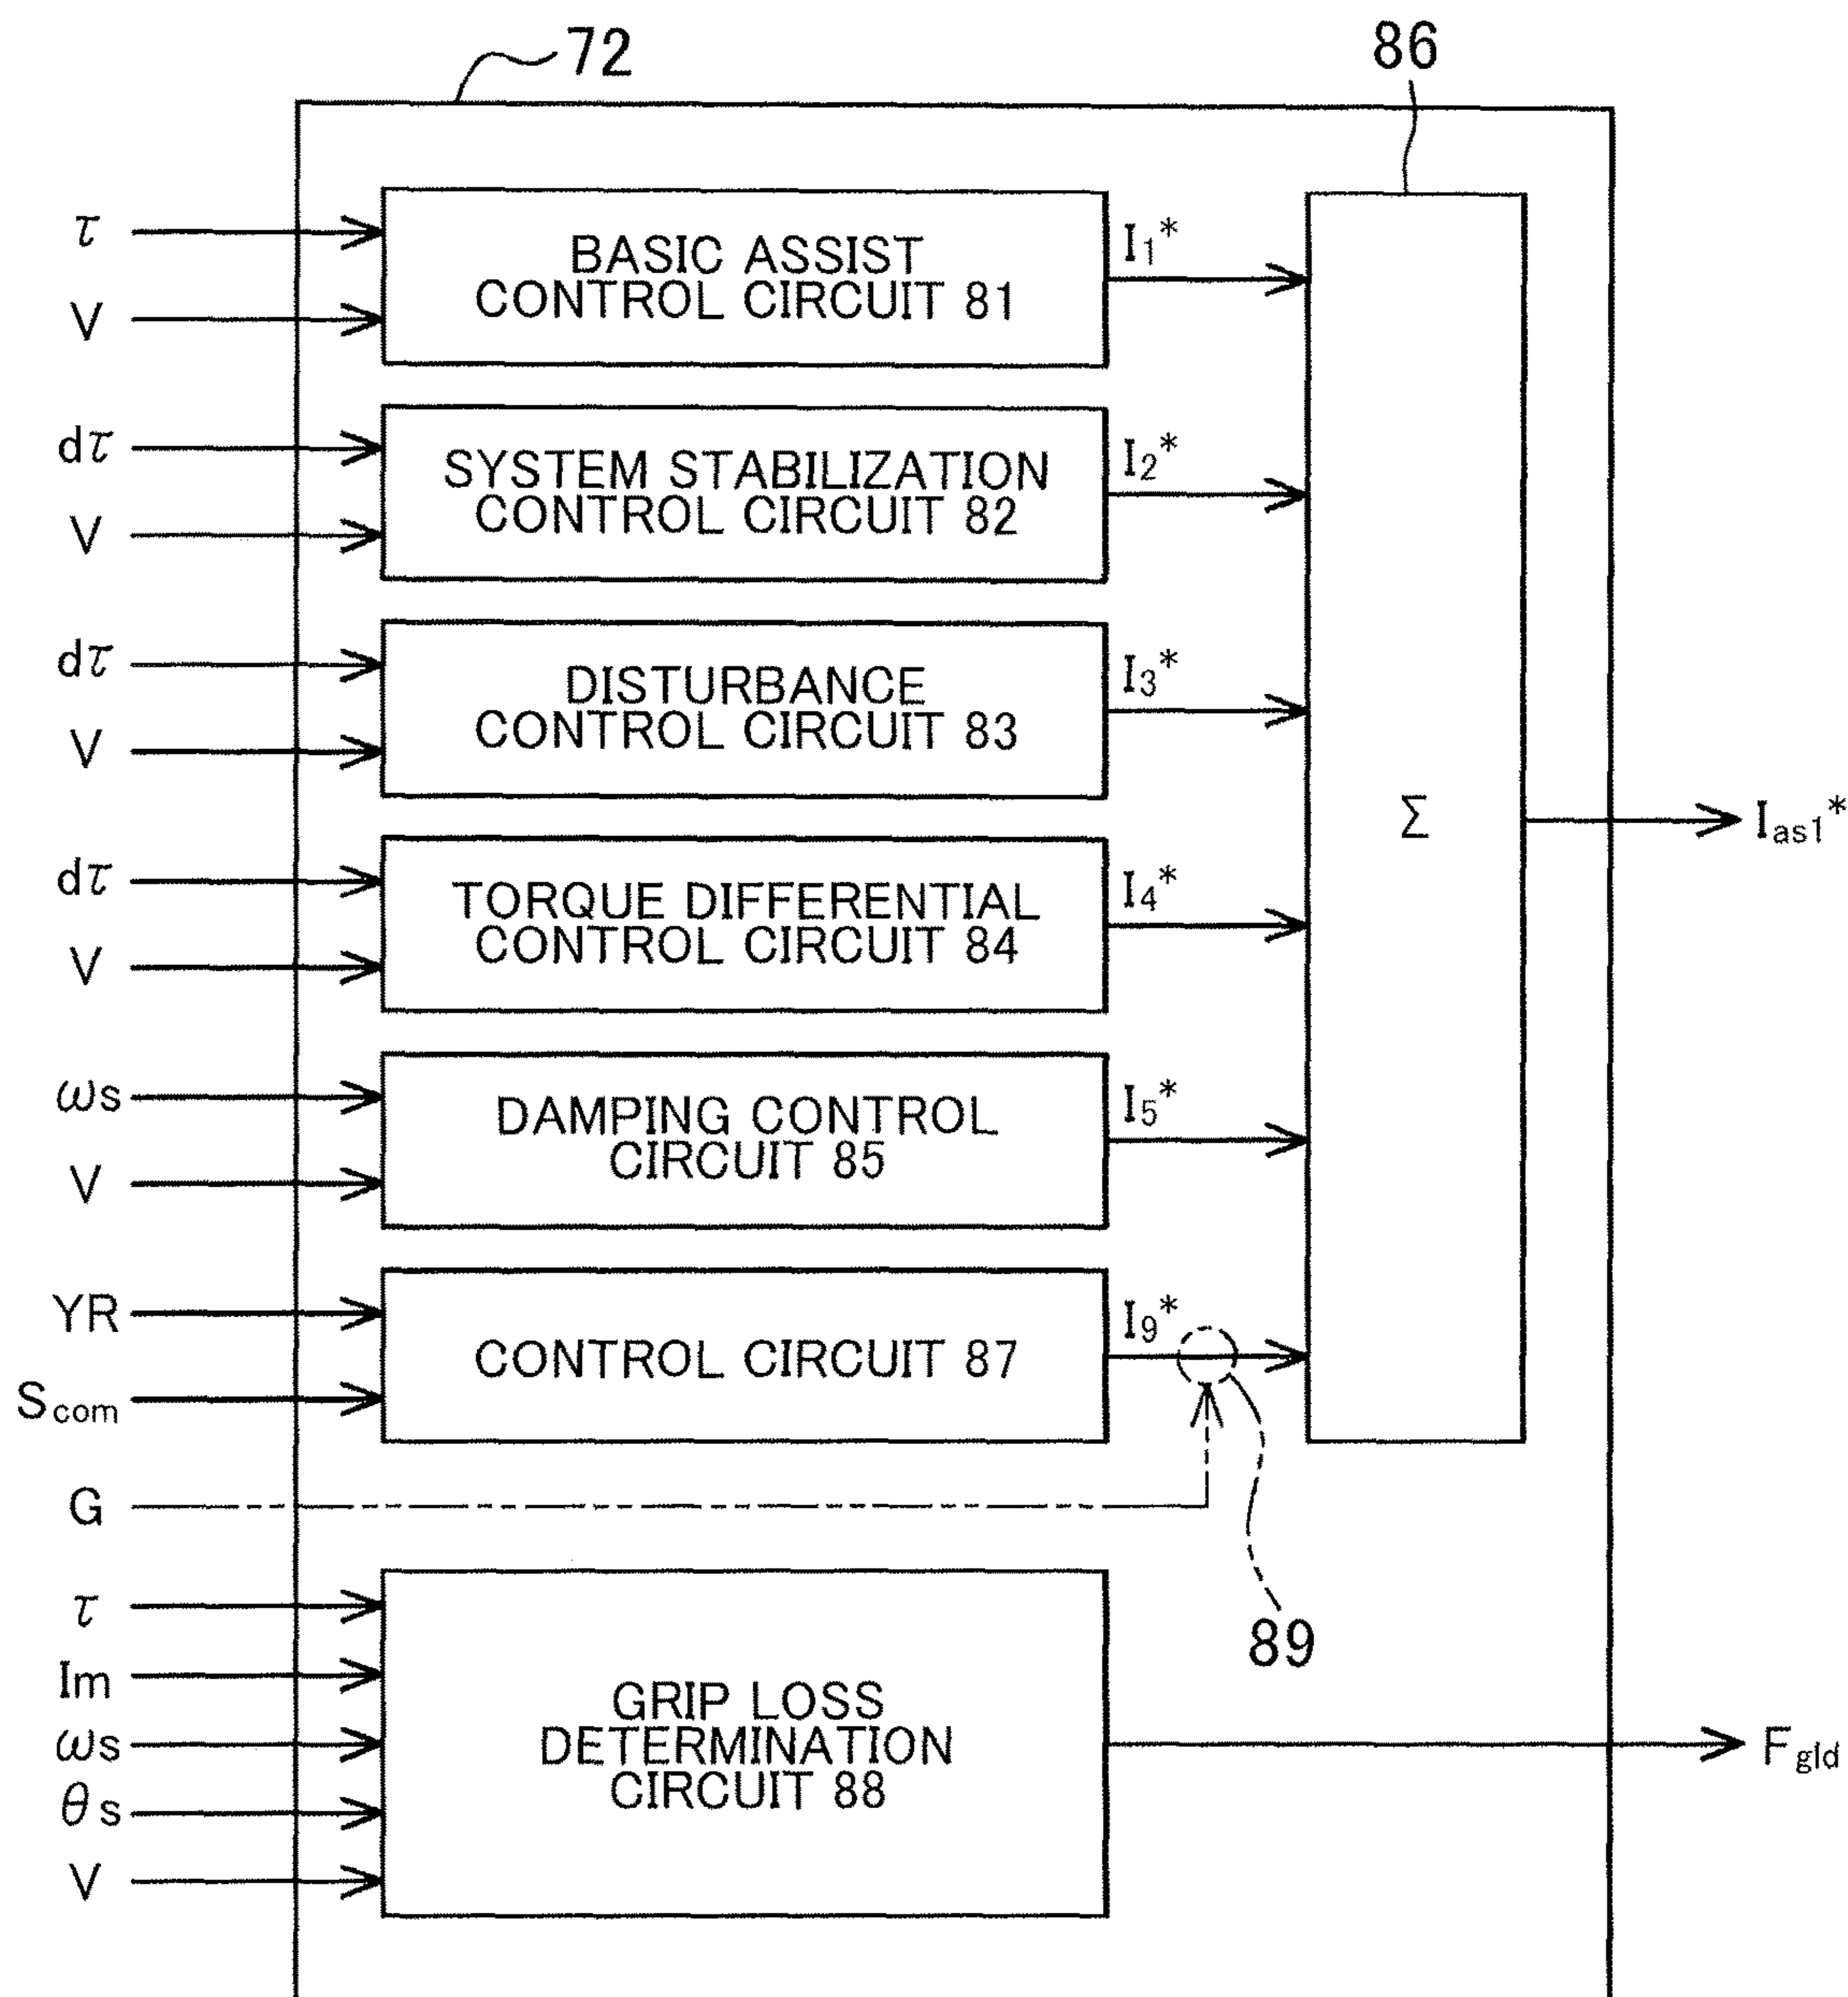 72
86
τ
V
BASIC ASSIST
CONTROL CIRCUIT 81
I1*
dτ
V
SYSTEM STABILIZATION
CONTROL CIRCUIT 82
I2*
dτ
V
DISTURBANCE
CONTROL CIRCUIT 83
I3*
Σ
Ias1*
dτ
V
TORQUE DIFFERENTIAL
CONTROL CIRCUIT 84
I4*
ωs
V
DAMPING CONTROL
CIRCUIT 85
I5*
YR
Scom
CONTROL CIRCUIT 87
I9*
G
89
τ
Im
ωs
θs
V
GRIP LOSS
DETERMINATION
CIRCUIT 88
Fgld